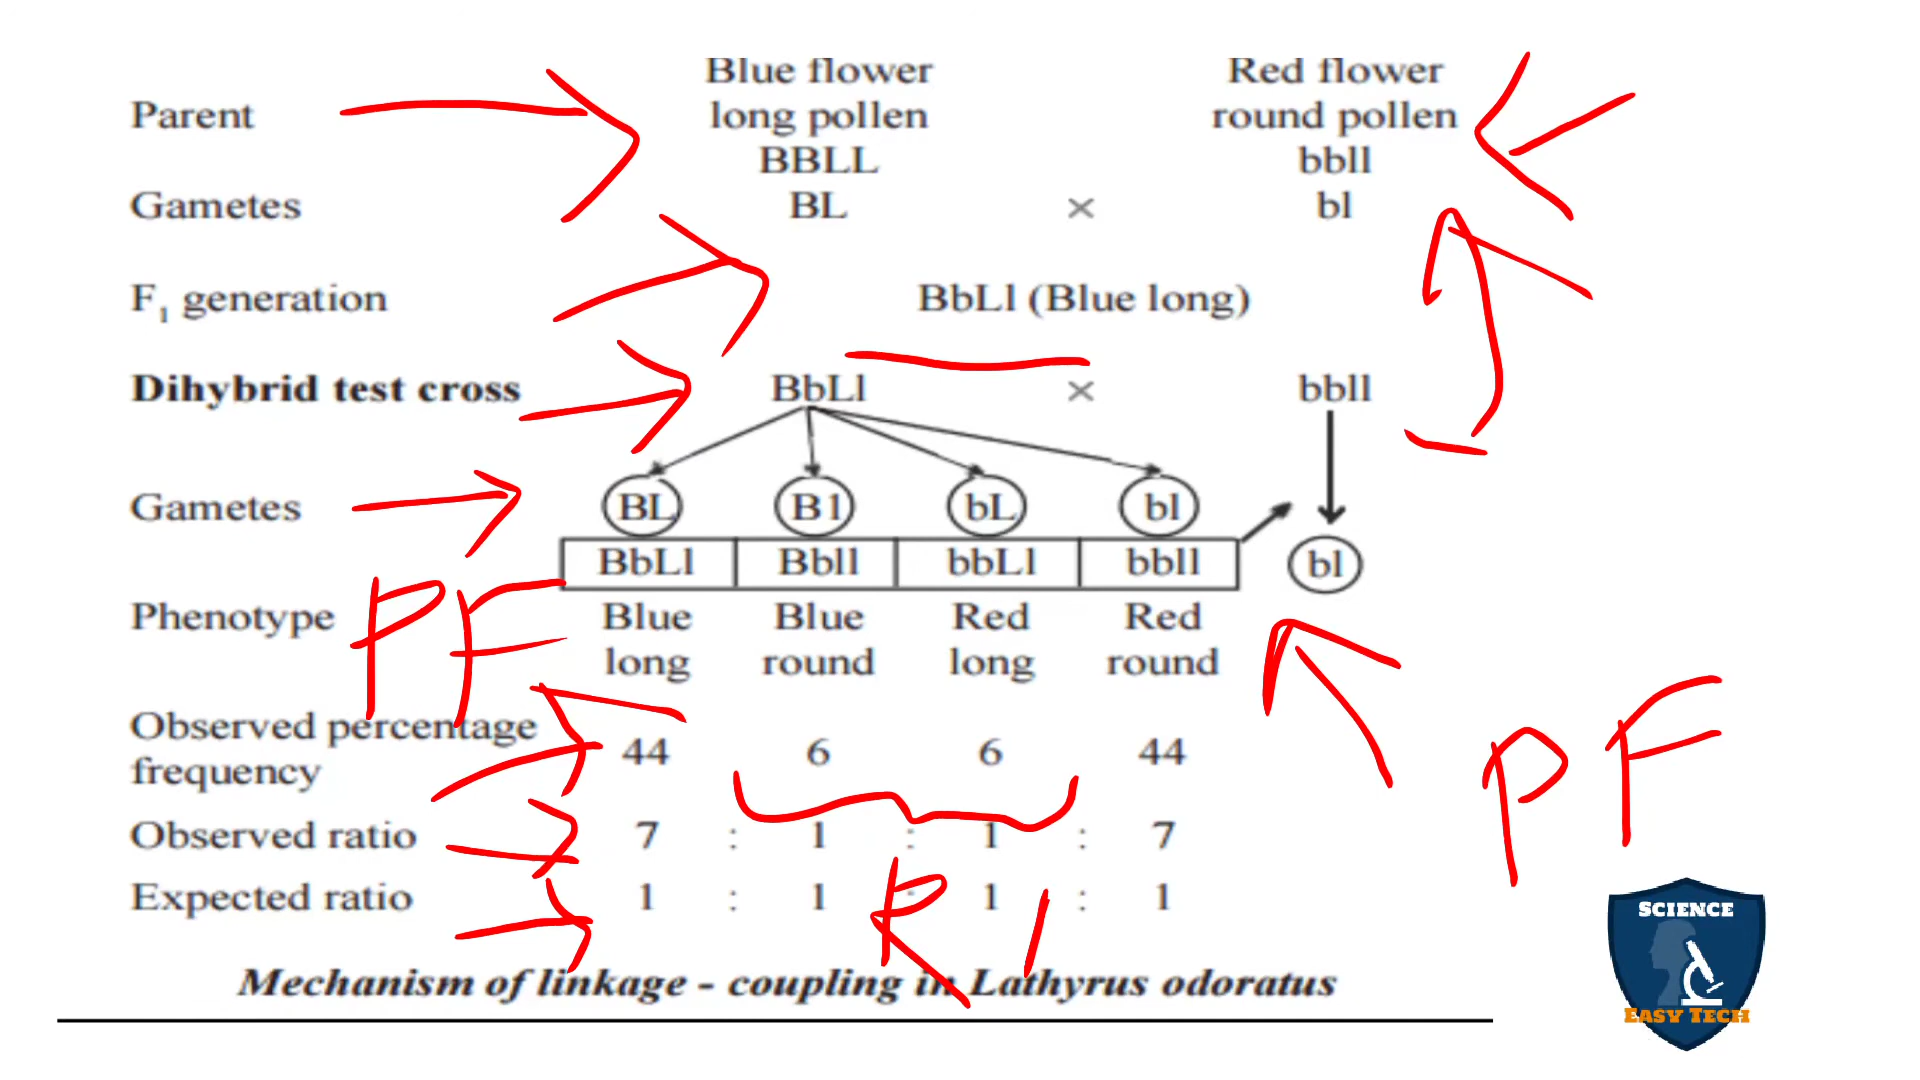 Blue flower Red flower
Parent long pollen round pollen
BBLL bbll
Gametes BL × bl
F₁ generation BbLl (Blue long)
Dihybrid test cross BbLl × bbll
Gametes BL B1 bL bl
BbLl Bbll bbLl bbll bl
Phenotype Blue Blue Red Red
PF long round long round
Observed percentage
frequency 44 6 6 44
PF
Observed ratio 7 : 1 : 1 : 7
Expected ratio 1 : 1 : 1 : 1
R
SCIENCE
Mechanism of linkage - coupling in Lathyrus odoratus
EASY TECH